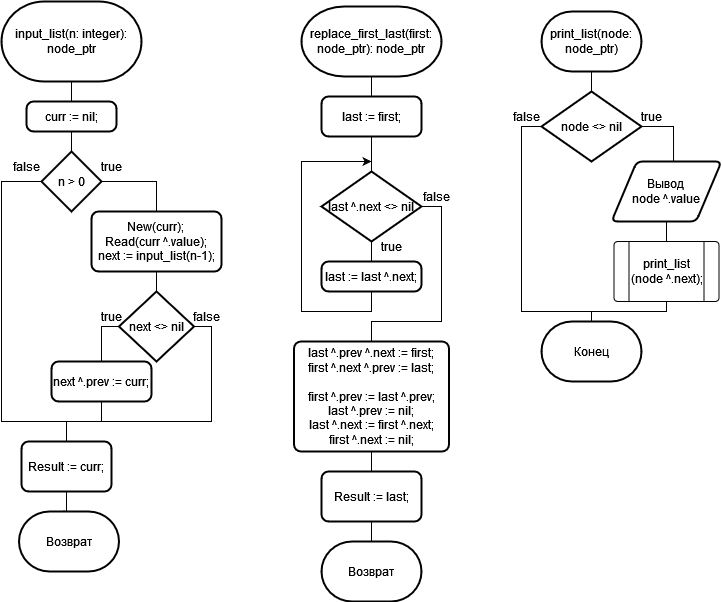 input_list(n: integer):
node_ptr
curr := nil;
false
true
n > 0
New(curr);
Read(curr ^.value);
next := input_list(n-1);
true
false
next <> nil
next ^.prev := curr;
Result := curr;
Возврат
replace_first_last(first:
node_ptr): node_ptr
last := first;
false
last ^.next <> nil
true
last := last ^.next;
last ^.prev ^.next := first;
first ^.next ^.prev := last;
first ^.prev := last ^.prev;
last ^.prev := nil;
last ^.next := first ^.next;
first ^.next := nil;
Result := last;
Возврат
print_list(node:
node_ptr)
false
true
node <> nil
Вывод
node ^.value
print_list
(node ^.next);
Конец